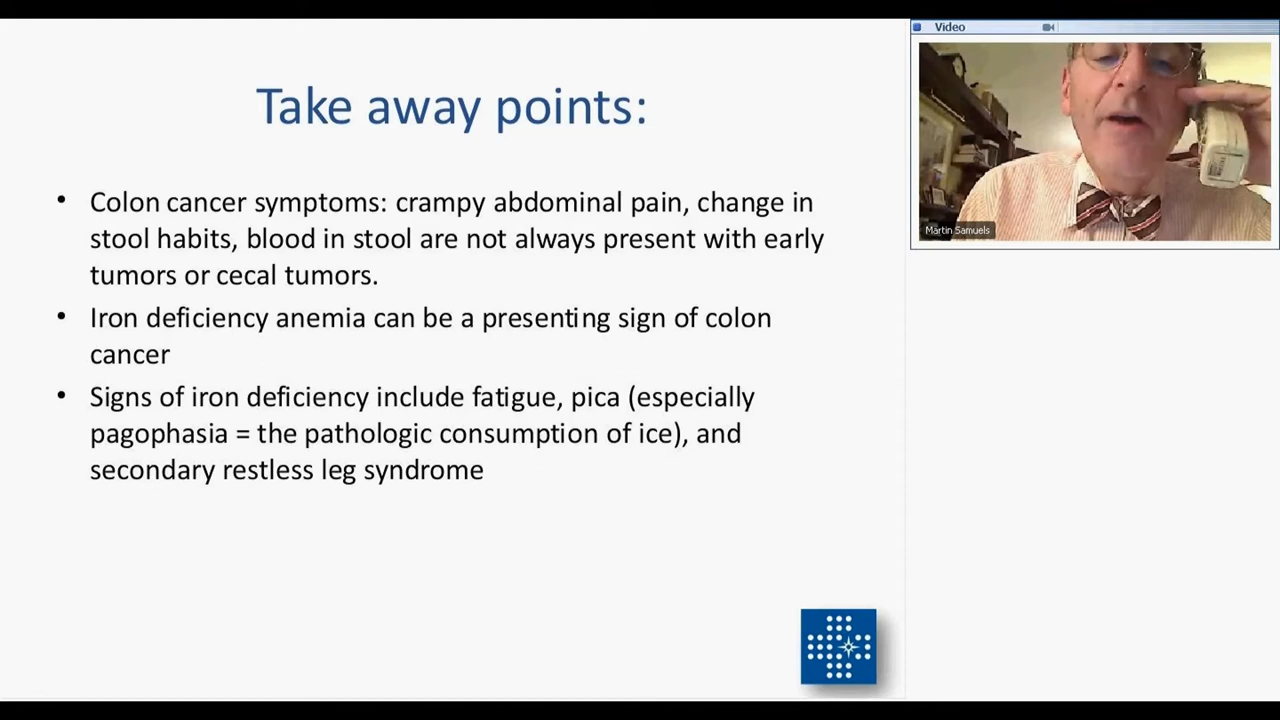 Take away points:
• Colon cancer symptoms: crampy abdominal pain, change in
stool habits, blood in stool are not always present with early
tumors or cecal tumors.
• Iron deficiency anemia can be a presenting sign of colon
cancer
• Signs of iron deficiency include fatigue, pica (especially
pagophasia = the pathologic consumption of ice), and
secondary restless leg syndrome
Video
Martin Samuels